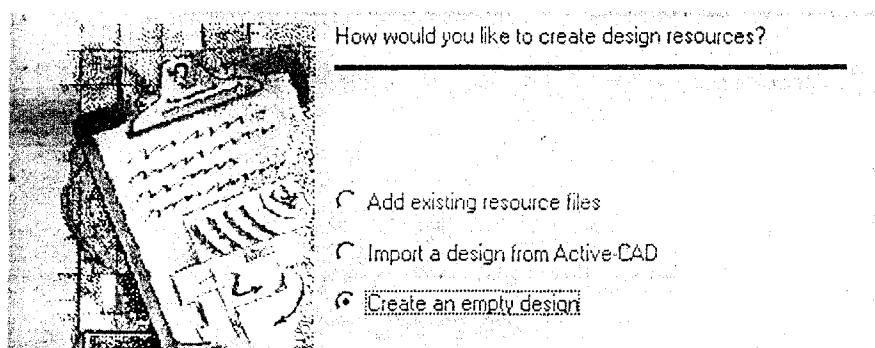 How would you like to create design resources?
Add existing resource files
Import a design from Active-CAD
Create an empty design